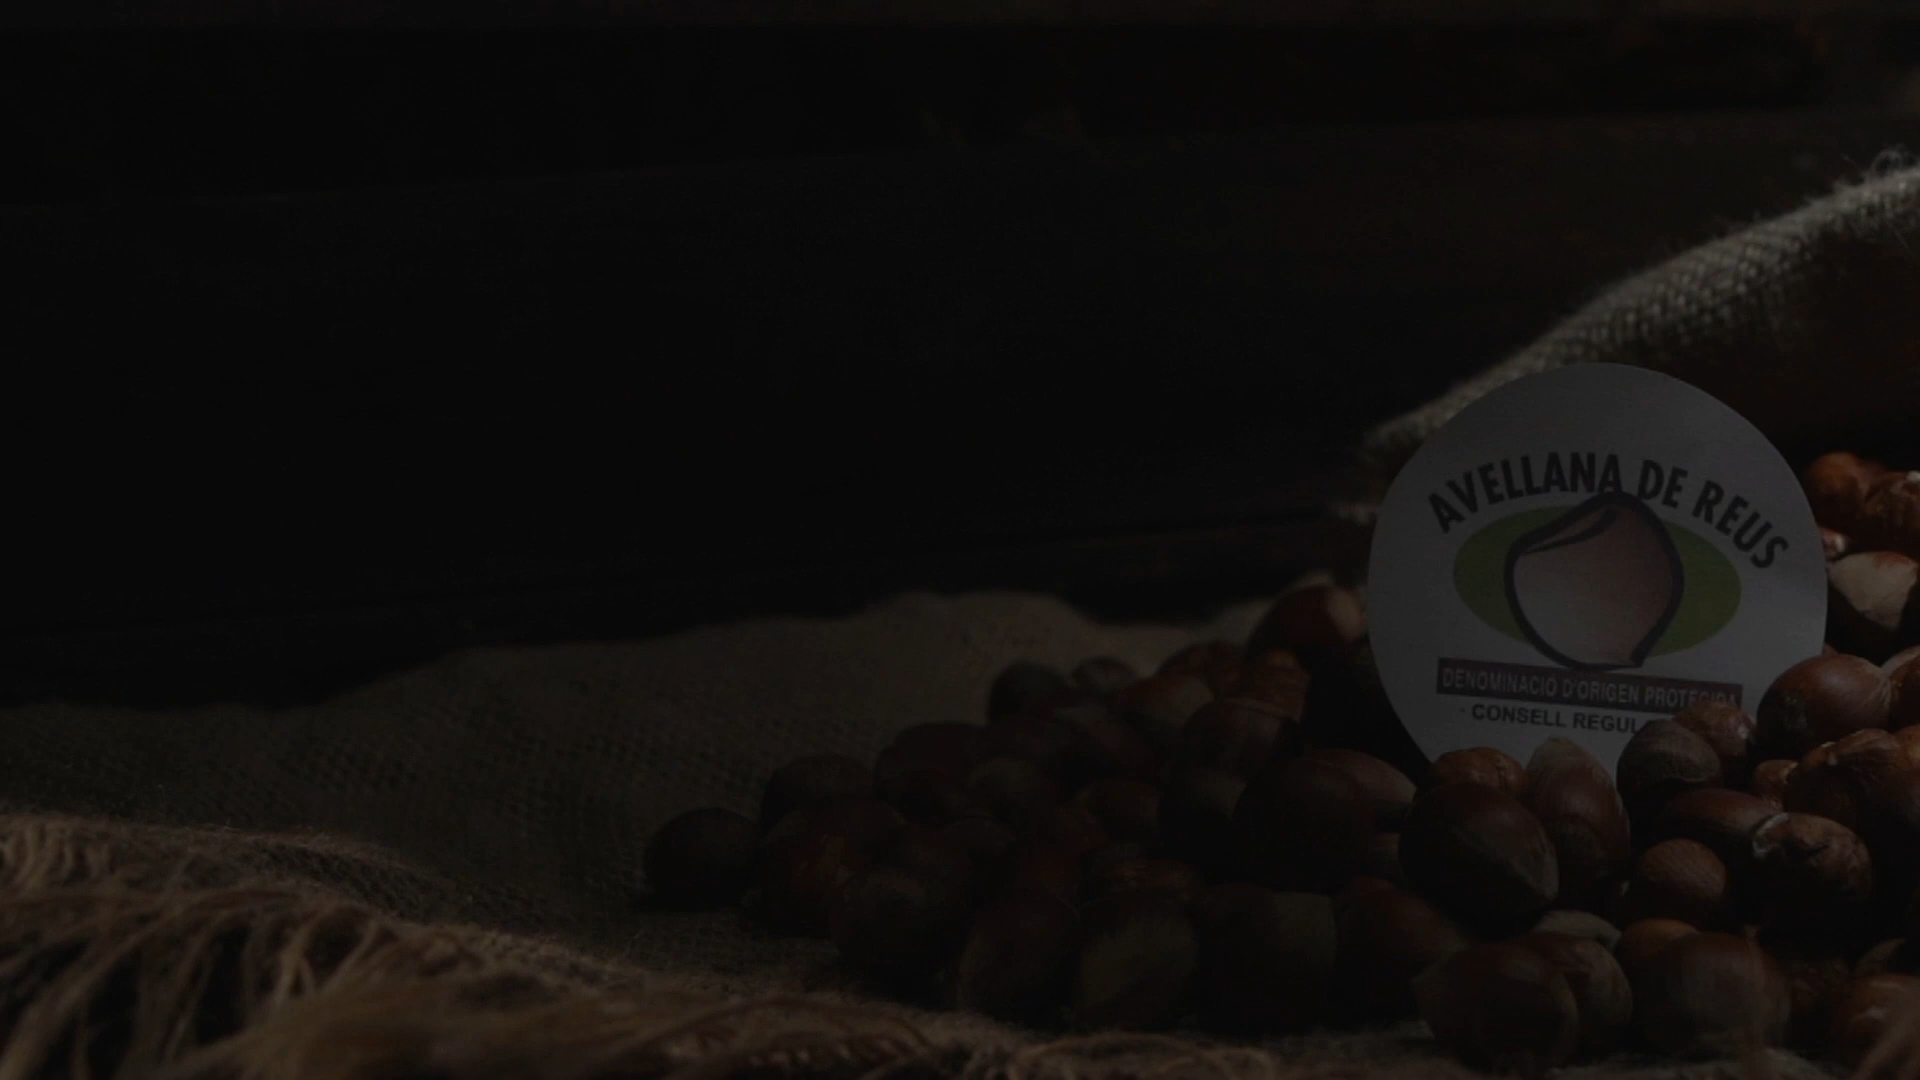 AVELLANA DE REUS
DENOMINACIÓ D'ORIGEN PROTEGIDA
· CONSELL